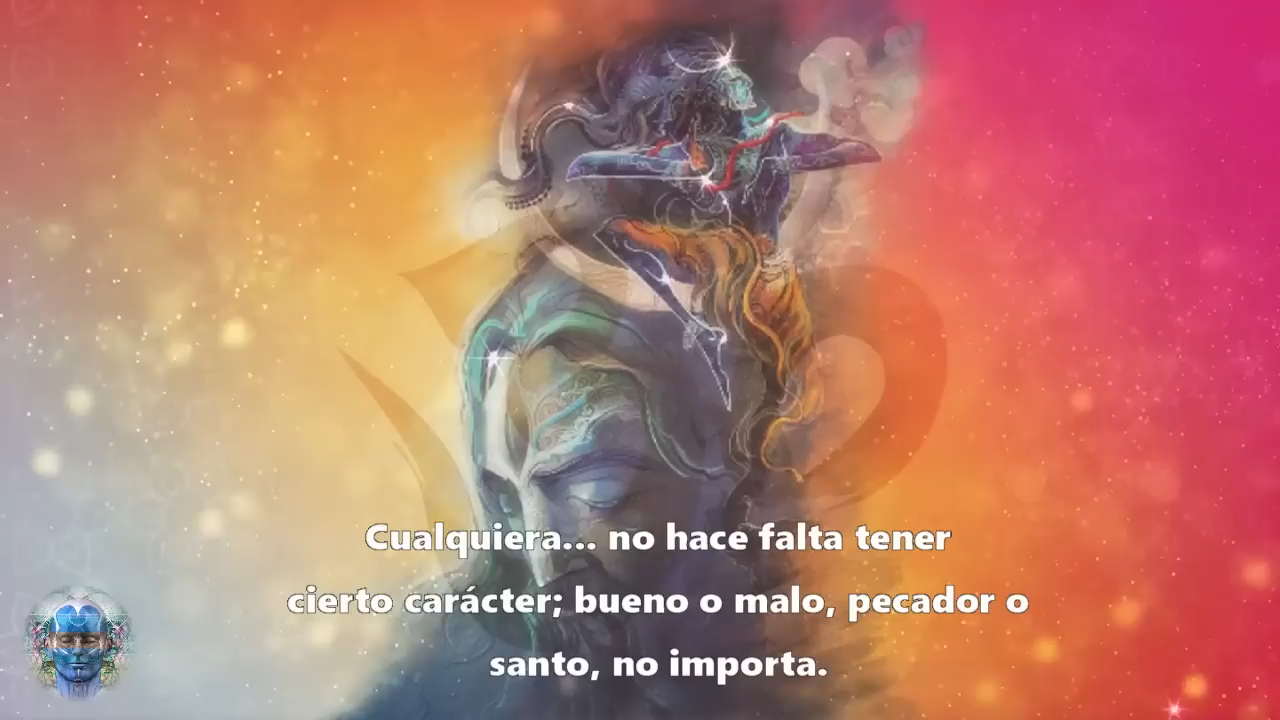 Cualquiera... no hace falta tener
cierto carácter; bueno o malo, pecador o
santo, no importa.